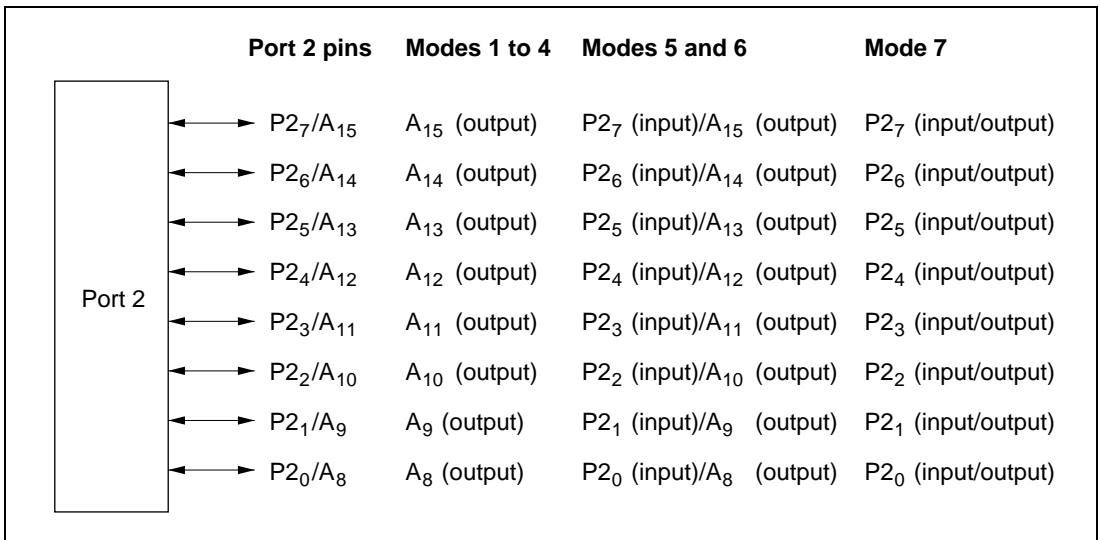 Port 2 pins Modes 1 to 4 Modes 5 and 6 Mode 7
P2₇/A₁₅ A₁₅ (output) P2₇ (input)/A₁₅ (output) P2₇ (input/output)
P2₆/A₁₄ A₁₄ (output) P2₆ (input)/A₁₄ (output) P2₆ (input/output)
P2₅/A₁₃ A₁₃ (output) P2₅ (input)/A₁₃ (output) P2₅ (input/output)
P2₄/A₁₂ A₁₂ (output) P2₄ (input)/A₁₂ (output) P2₄ (input/output)
Port 2
P2₃/A₁₁ A₁₁ (output) P2₃ (input)/A₁₁ (output) P2₃ (input/output)
P2₂/A₁₀ A₁₀ (output) P2₂ (input)/A₁₀ (output) P2₂ (input/output)
P2₁/A₉ A₉ (output) P2₁ (input)/A₉ (output) P2₁ (input/output)
P2₀/A₈ A₈ (output) P2₀ (input)/A₈ (output) P2₀ (input/output)